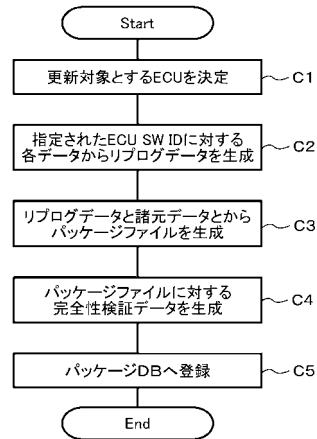 Start
更新対象とするECUを決定
C1
指定されたECU SW IDに対する
各データからリプログデータを生成
C2
リプログデータと諸元データとから
パッケージファイルを生成
C3
パッケージファイルに対する
完全性検証データを生成
C4
パッケージDBへ登録
C5
End